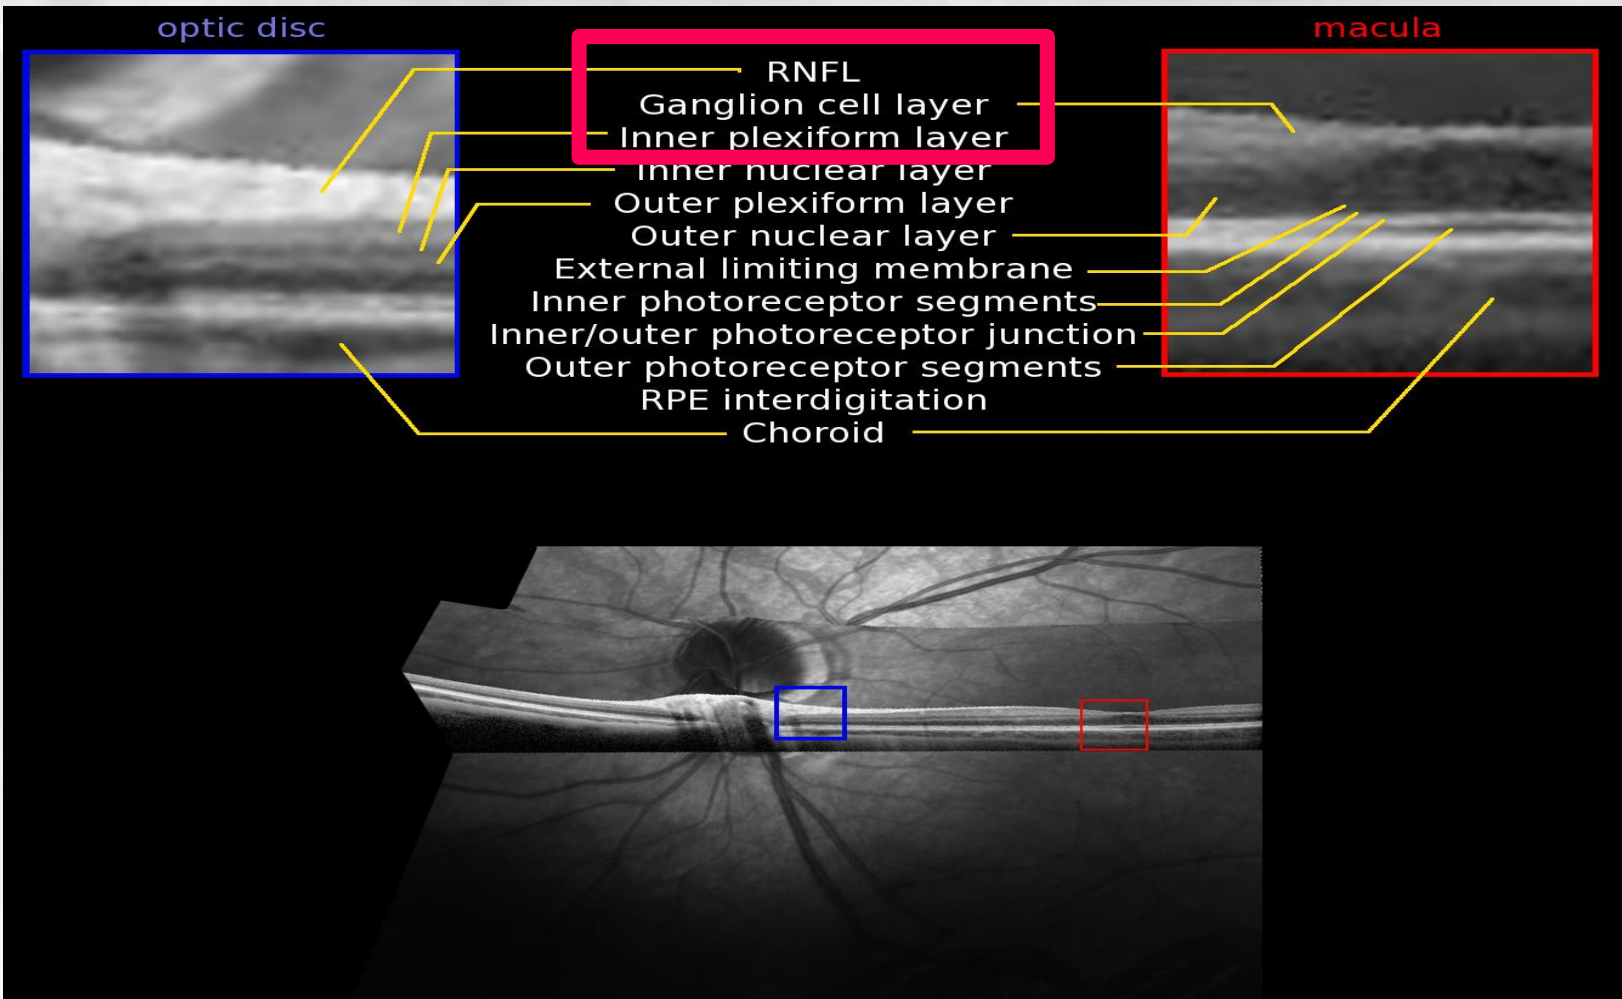 optic disc
macula
RNFL
Ganglion cell layer
Inner plexiform layer
Inner nuclear layer
Outer plexiform layer
Outer nuclear layer
External limiting membrane
Inner photoreceptor segments
Inner/outer photoreceptor junction
Outer photoreceptor segments
RPE interdigitation
Choroid